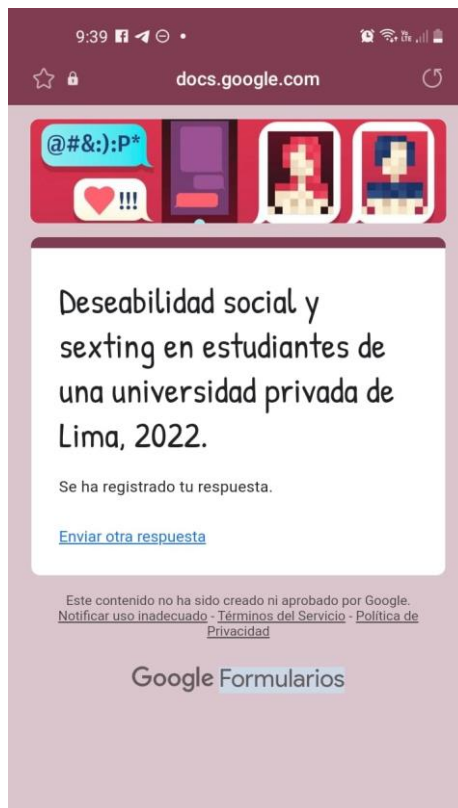 9:39
docs.google.com
@#&:):P*
!!!
Deseabilidad social y
sexting en estudiantes de
una universidad privada de
Lima, 2022.
Se ha registrado tu respuesta.
Enviar otra respuesta
Este contenido no ha sido creado ni aprobado por Google.
Notificar uso inadecuado - Términos del Servicio - Política de
Privacidad
Google Formularios